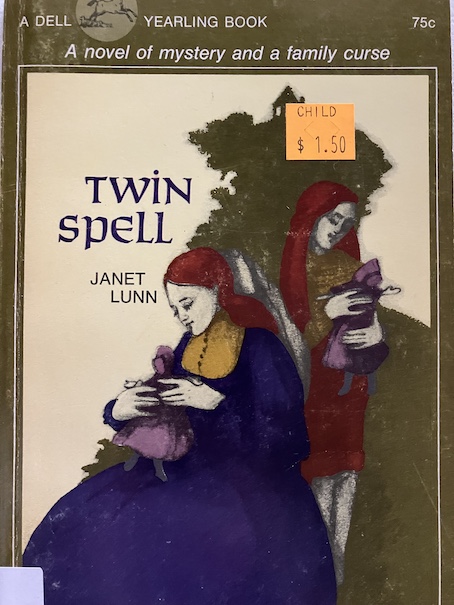 A DELL YEARLING BOOK 75c
A novel of mystery and a family curse
CHILD
$ 1.50
TWIN
SPELL
JANET
LUNN